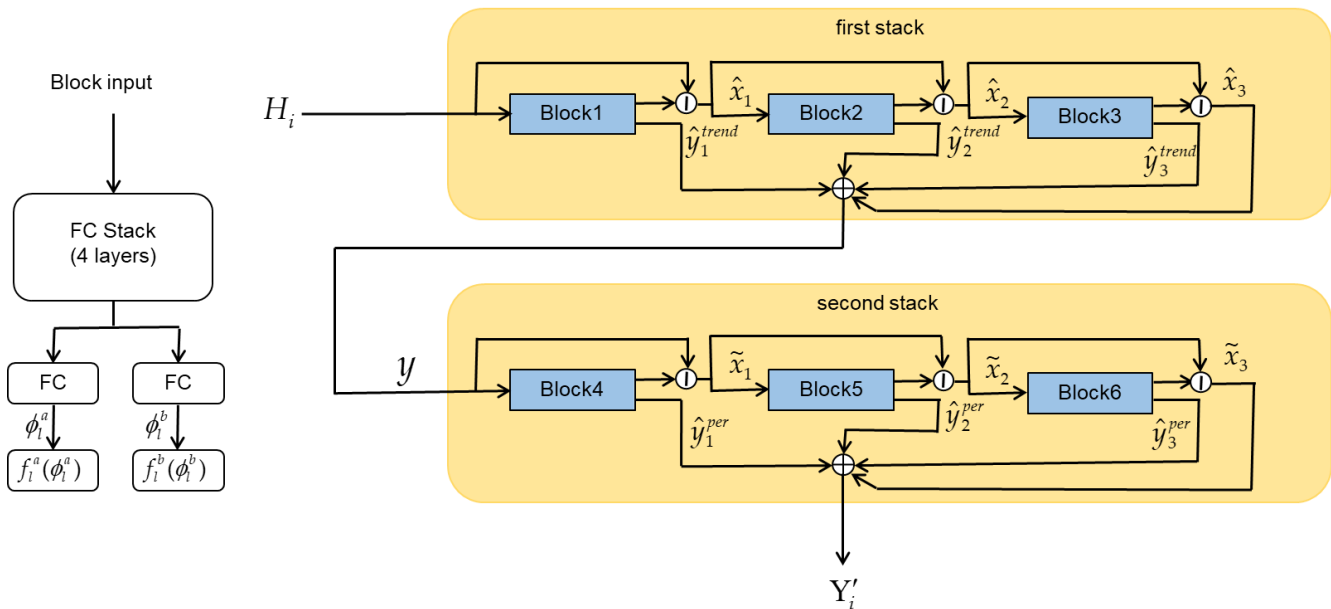 Block input
FC Stack
(4 layers)
FC
FC
ϕ_l^a
ϕ_l^b
f_l^a(ϕ_l^a)
f_l^b(ϕ_l^b)
first stack
H_i
Block1
x̂_1
Block2
x̂_2
Block3
x̂_3
ŷ_1^{trend}
ŷ_2^{trend}
ŷ_3^{trend}
second stack
y
Block4
x̃_1
Block5
x̃_2
Block6
x̃_3
ŷ_1^{per}
ŷ_2^{per}
ŷ_3^{per}
Y′_i